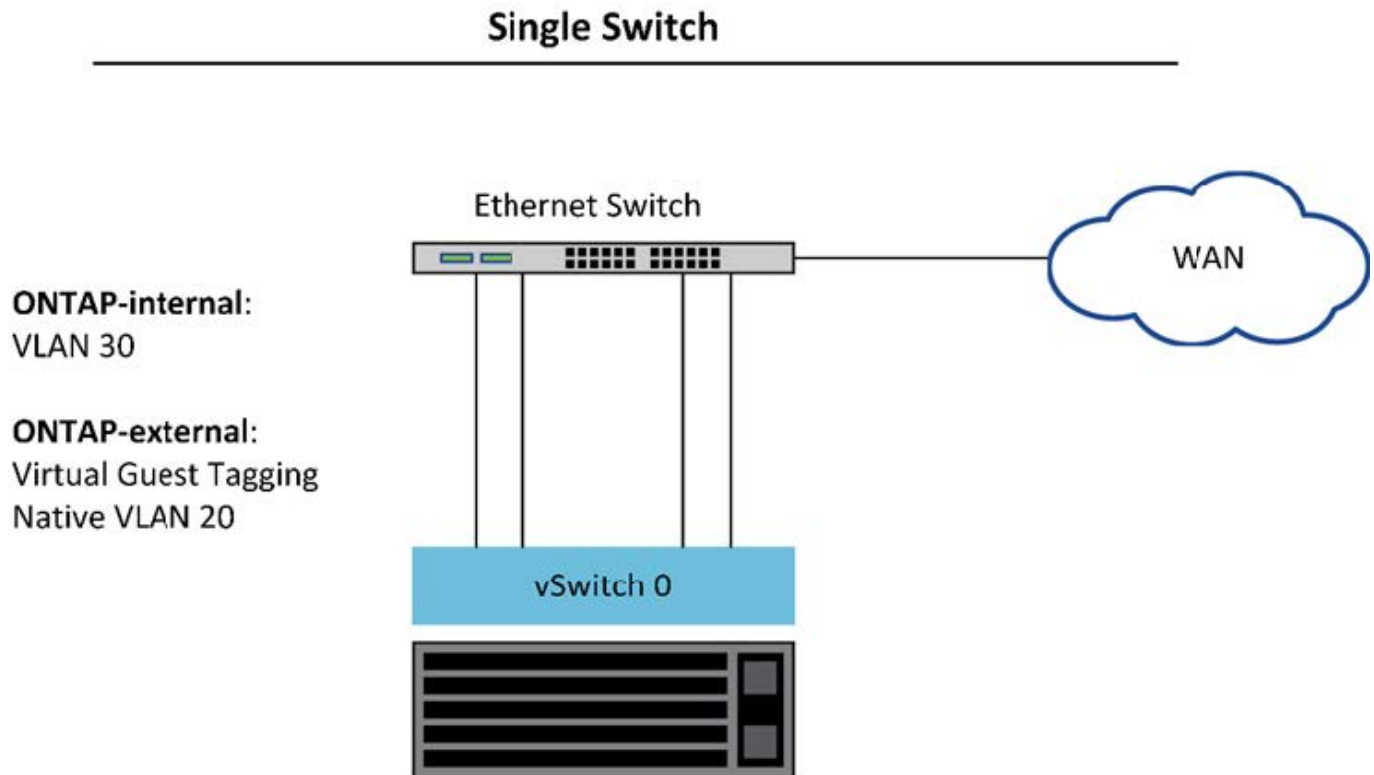 Single Switch
Ethernet Switch
WAN
ONTAP-internal:
VLAN 30
ONTAP-external:
Virtual Guest Tagging
Native VLAN 20
vSwitch 0